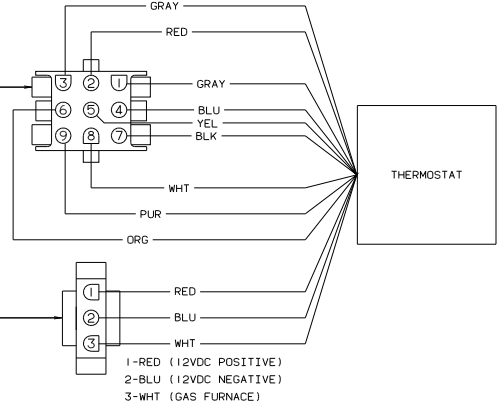 GRAY
RED
3 2 1 GRAY
6 5 4 BLU
YEL
9 8 7 BLK
THERMOSTAT
WHT
PUR
ORG
1 RED
2 BLU
3 WHT
1-RED (12VDC POSITIVE)
2-BLU (12VDC NEGATIVE)
3-WHT (GAS FURNACE)